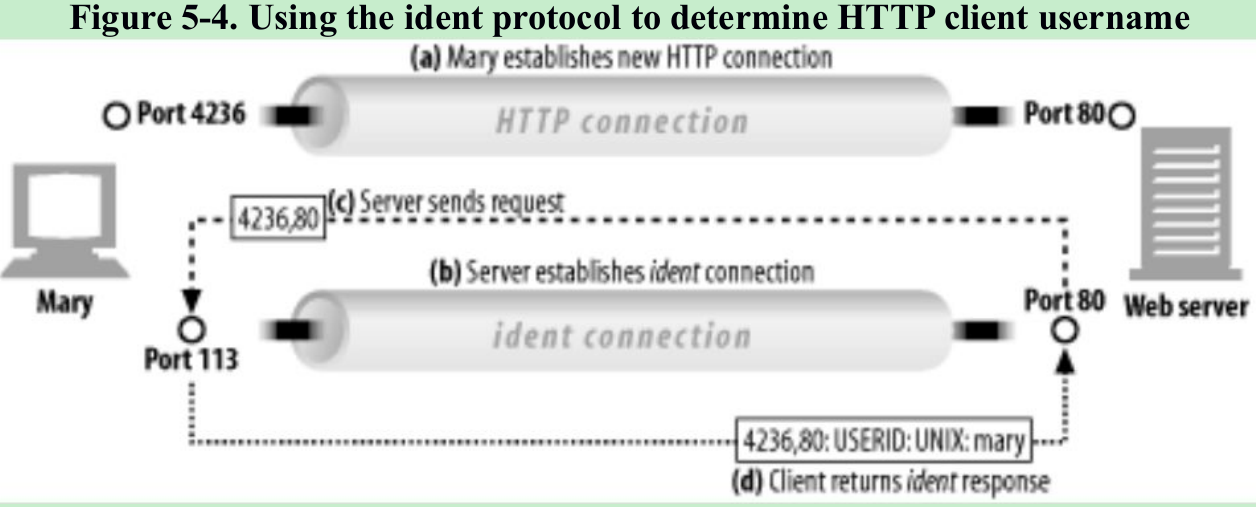 Figure 5-4. Using the ident protocol to determine HTTP client username
(a) Mary establishes new HTTP connection
Port 4236
HTTP connection
Port 80
4236,80
(c) Server sends request
(b) Server establishes ident connection
Mary
Port 80
Web server
ident connection
Port 113
4236,80: USERID: UNIX: mary
(d) Client returns ident response